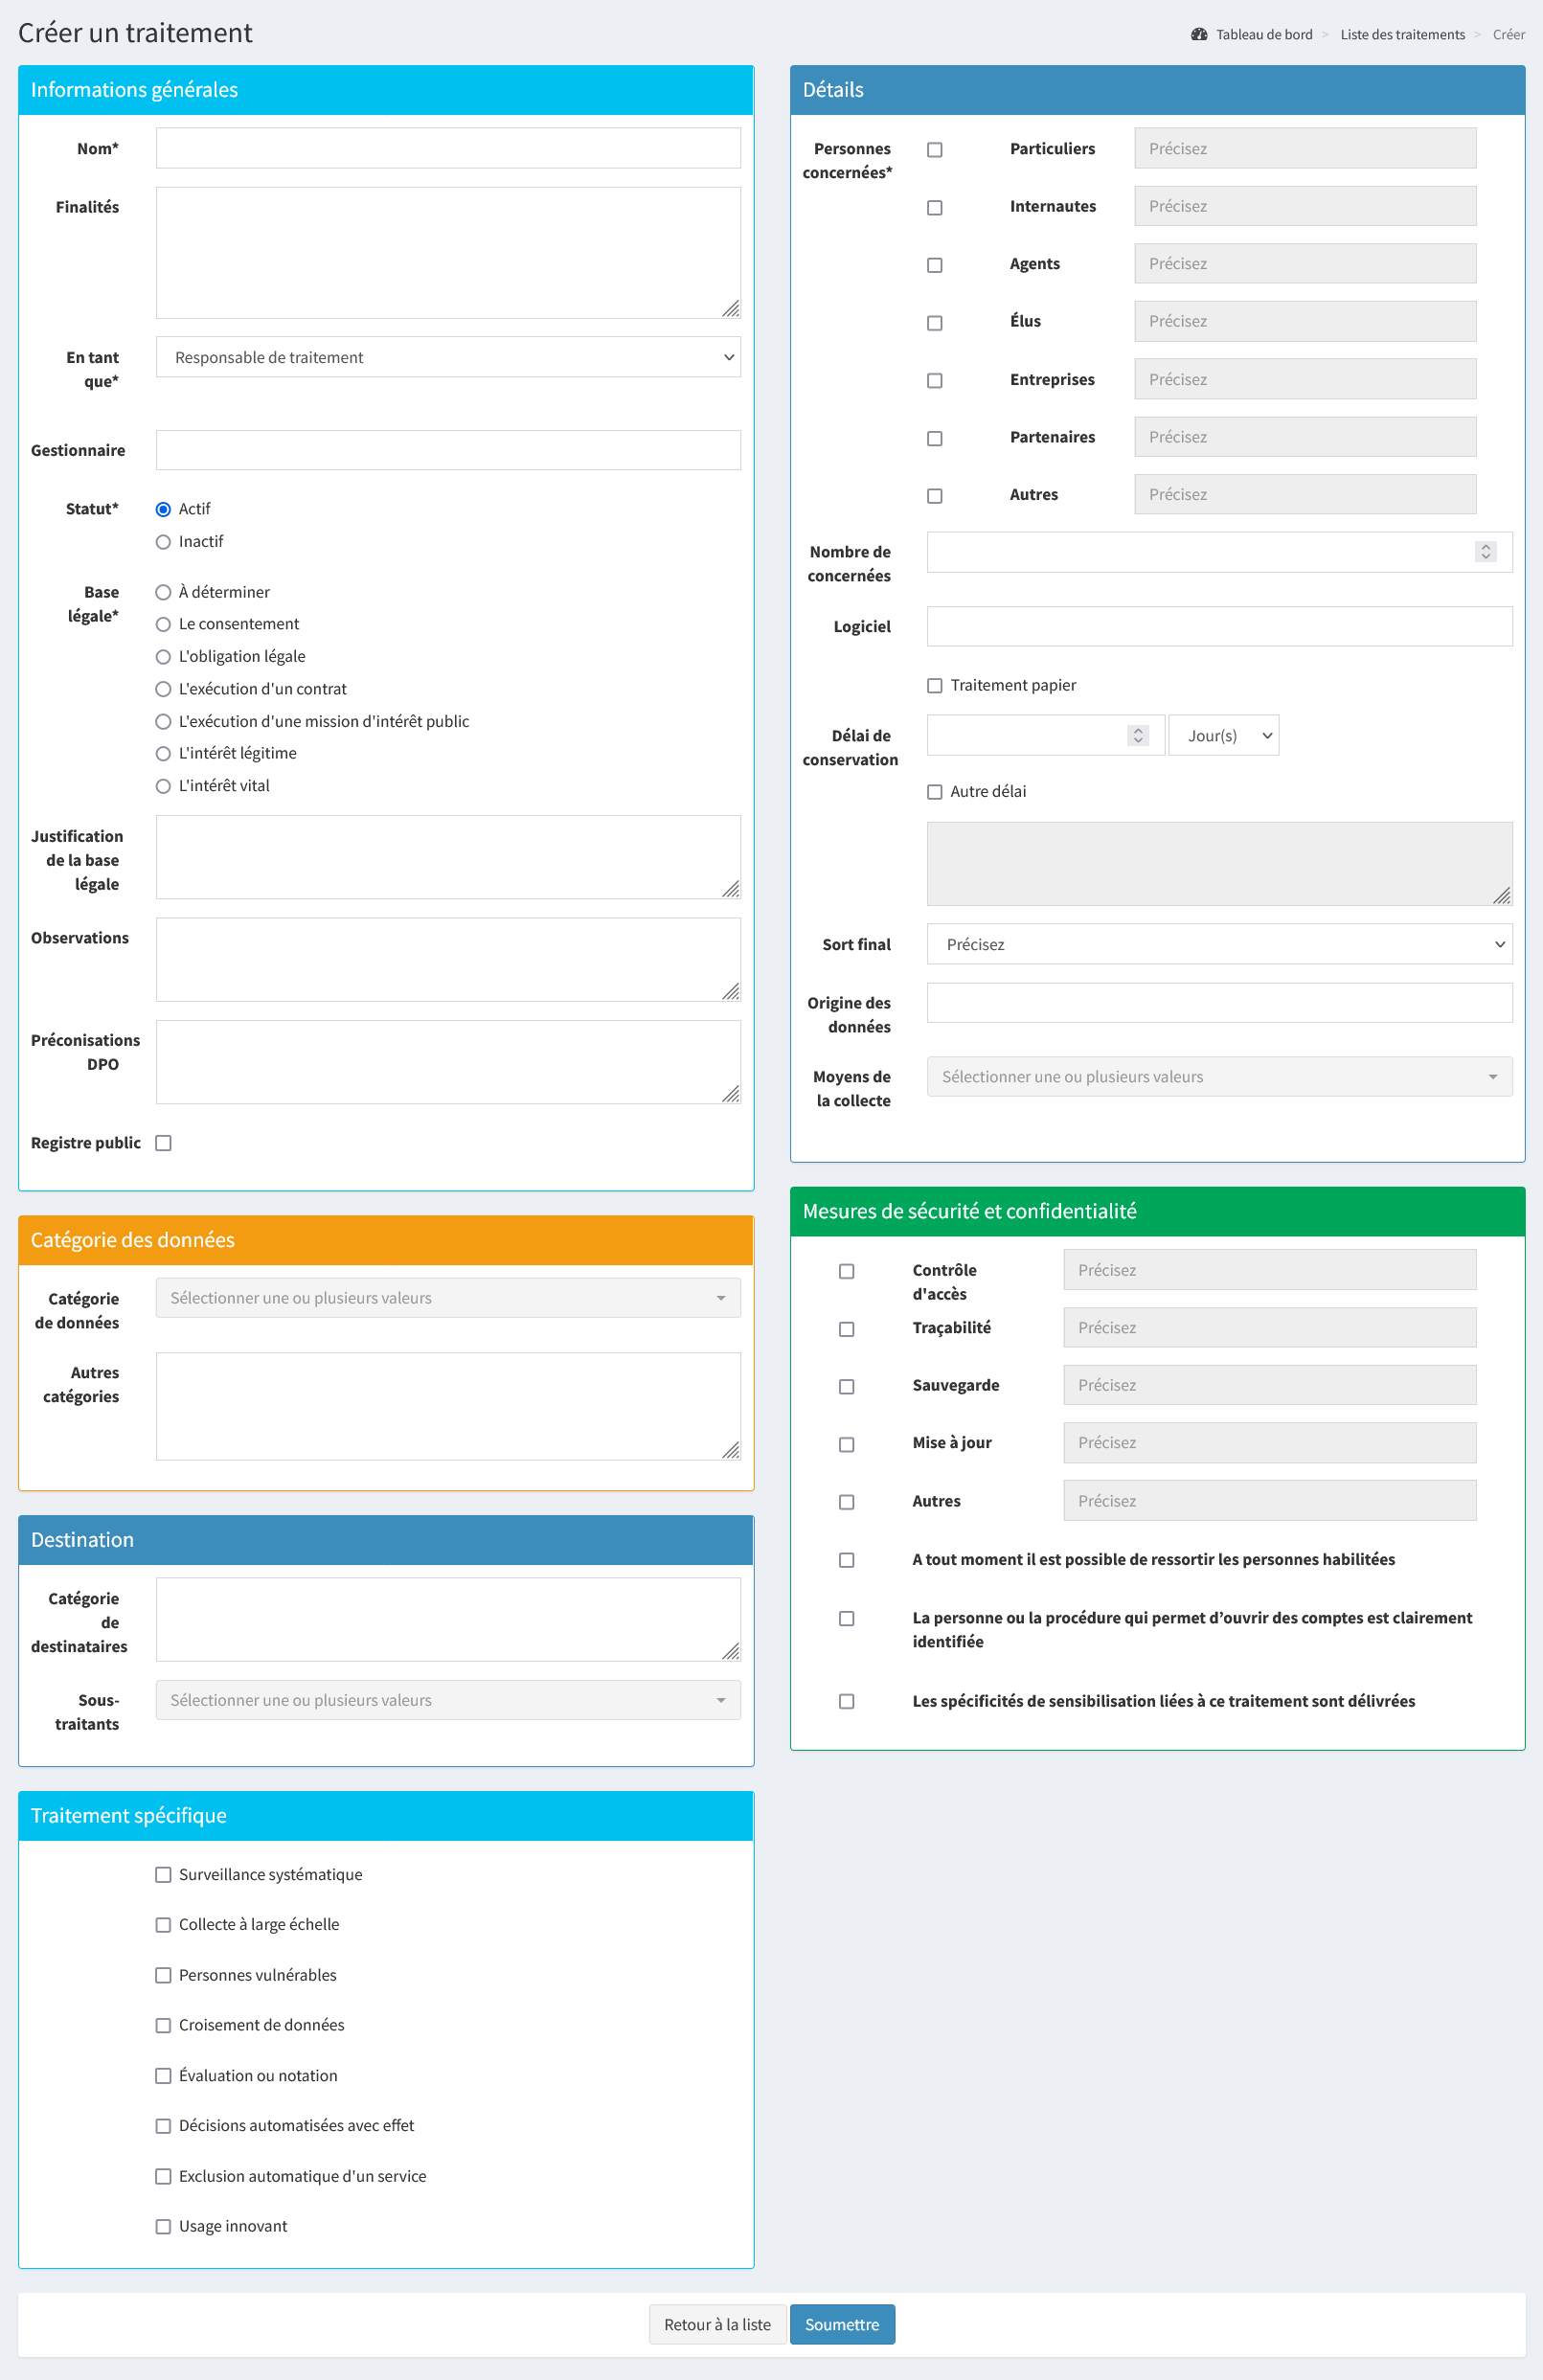 Créer un traitement
Tableau de bord > Liste des traitements > Créer
Informations générales
Nom*
Finalités
En tant
que*
Responsable de traitement
Gestionnaire
Statut*
Actif
Inactif
Base
légale*
À déterminer
Le consentement
L'obligation légale
L'exécution d'un contrat
L'exécution d'une mission d'intérêt public
L'intérêt légitime
L'intérêt vital
Justification
de la base
légale
Observations
Préconisations
DPO
Registre public
Catégorie des données
Catégorie
de données
Sélectionner une ou plusieurs valeurs
Autres
catégories
Destination
Catégorie
de
destinataires
Sous-
traitants
Sélectionner une ou plusieurs valeurs
Traitement spécifique
Surveillance systématique
Collecte à large échelle
Personnes vulnérables
Croisement de données
Évaluation ou notation
Décisions automatisées avec effet
Exclusion automatique d'un service
Usage innovant
Détails
Personnes
concernées*
Particuliers Précisez
Internautes Précisez
Agents Précisez
Élus Précisez
Entreprises Précisez
Partenaires Précisez
Autres Précisez
Nombre de
concernées
Logiciel
Traitement papier
Délai de
conservation
Jour(s)
Autre délai
Sort final
Précisez
Origine des
données
Moyens de
la collecte
Sélectionner une ou plusieurs valeurs
Mesures de sécurité et confidentialité
Contrôle
d'accès
Précisez
Traçabilité Précisez
Sauvegarde Précisez
Mise à jour Précisez
Autres Précisez
A tout moment il est possible de ressortir les personnes habilitées
La personne ou la procédure qui permet d’ouvrir des comptes est clairement
identifiée
Les spécificités de sensibilisation liées à ce traitement sont délivrées
Retour à la liste
Soumettre